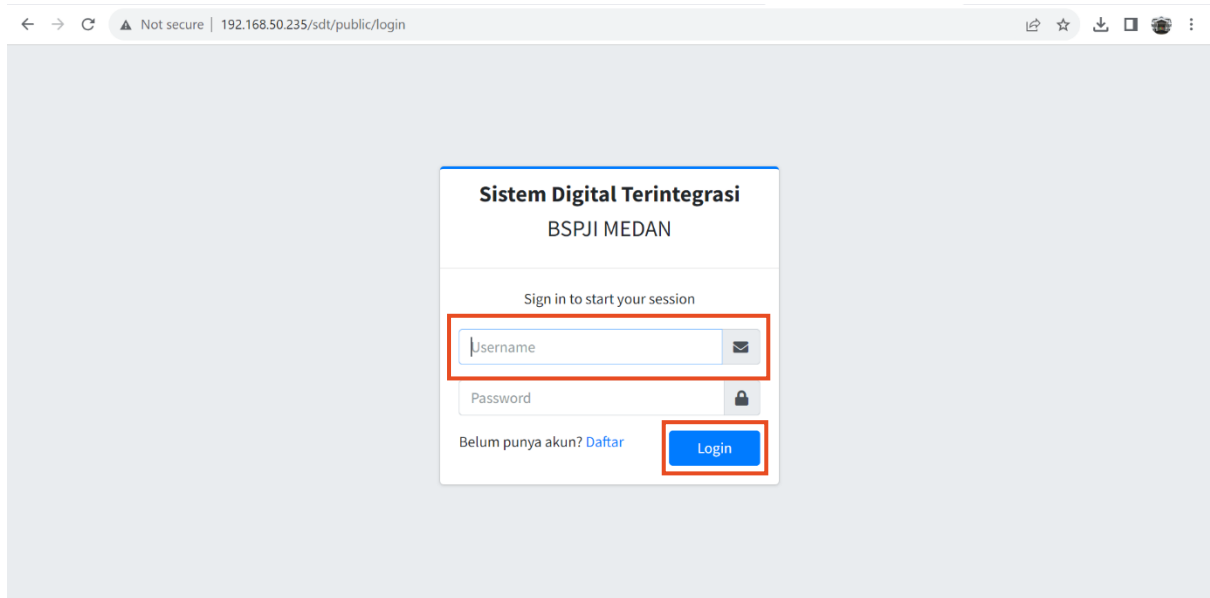 Not secure | 192.168.50.235/sdt/public/login
Sistem Digital Terintegrasi
BSPJI MEDAN
Sign in to start your session
Username
Password
Belum punya akun? Daftar
Login